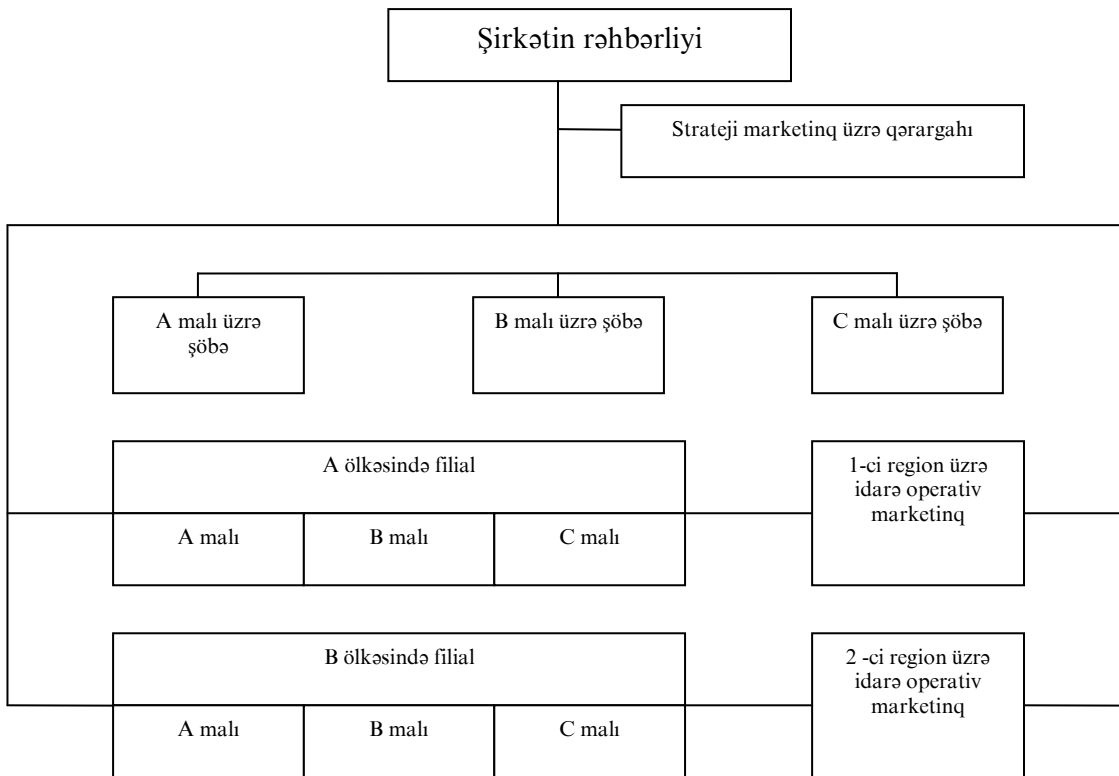 Şirkətin rəhbərliyi
Strateji marketinq üzrə qərargahı
A malı üzrə
şöbə
B malı üzrə şöbə
C malı üzrə şöbə
A ölkəsində filial
1-ci region üzrə
idarə operativ
marketinq
A malı
B malı
C malı
B ölkəsində filial
2 -ci region üzrə
idarə operativ
marketinq
A malı
B malı
C malı